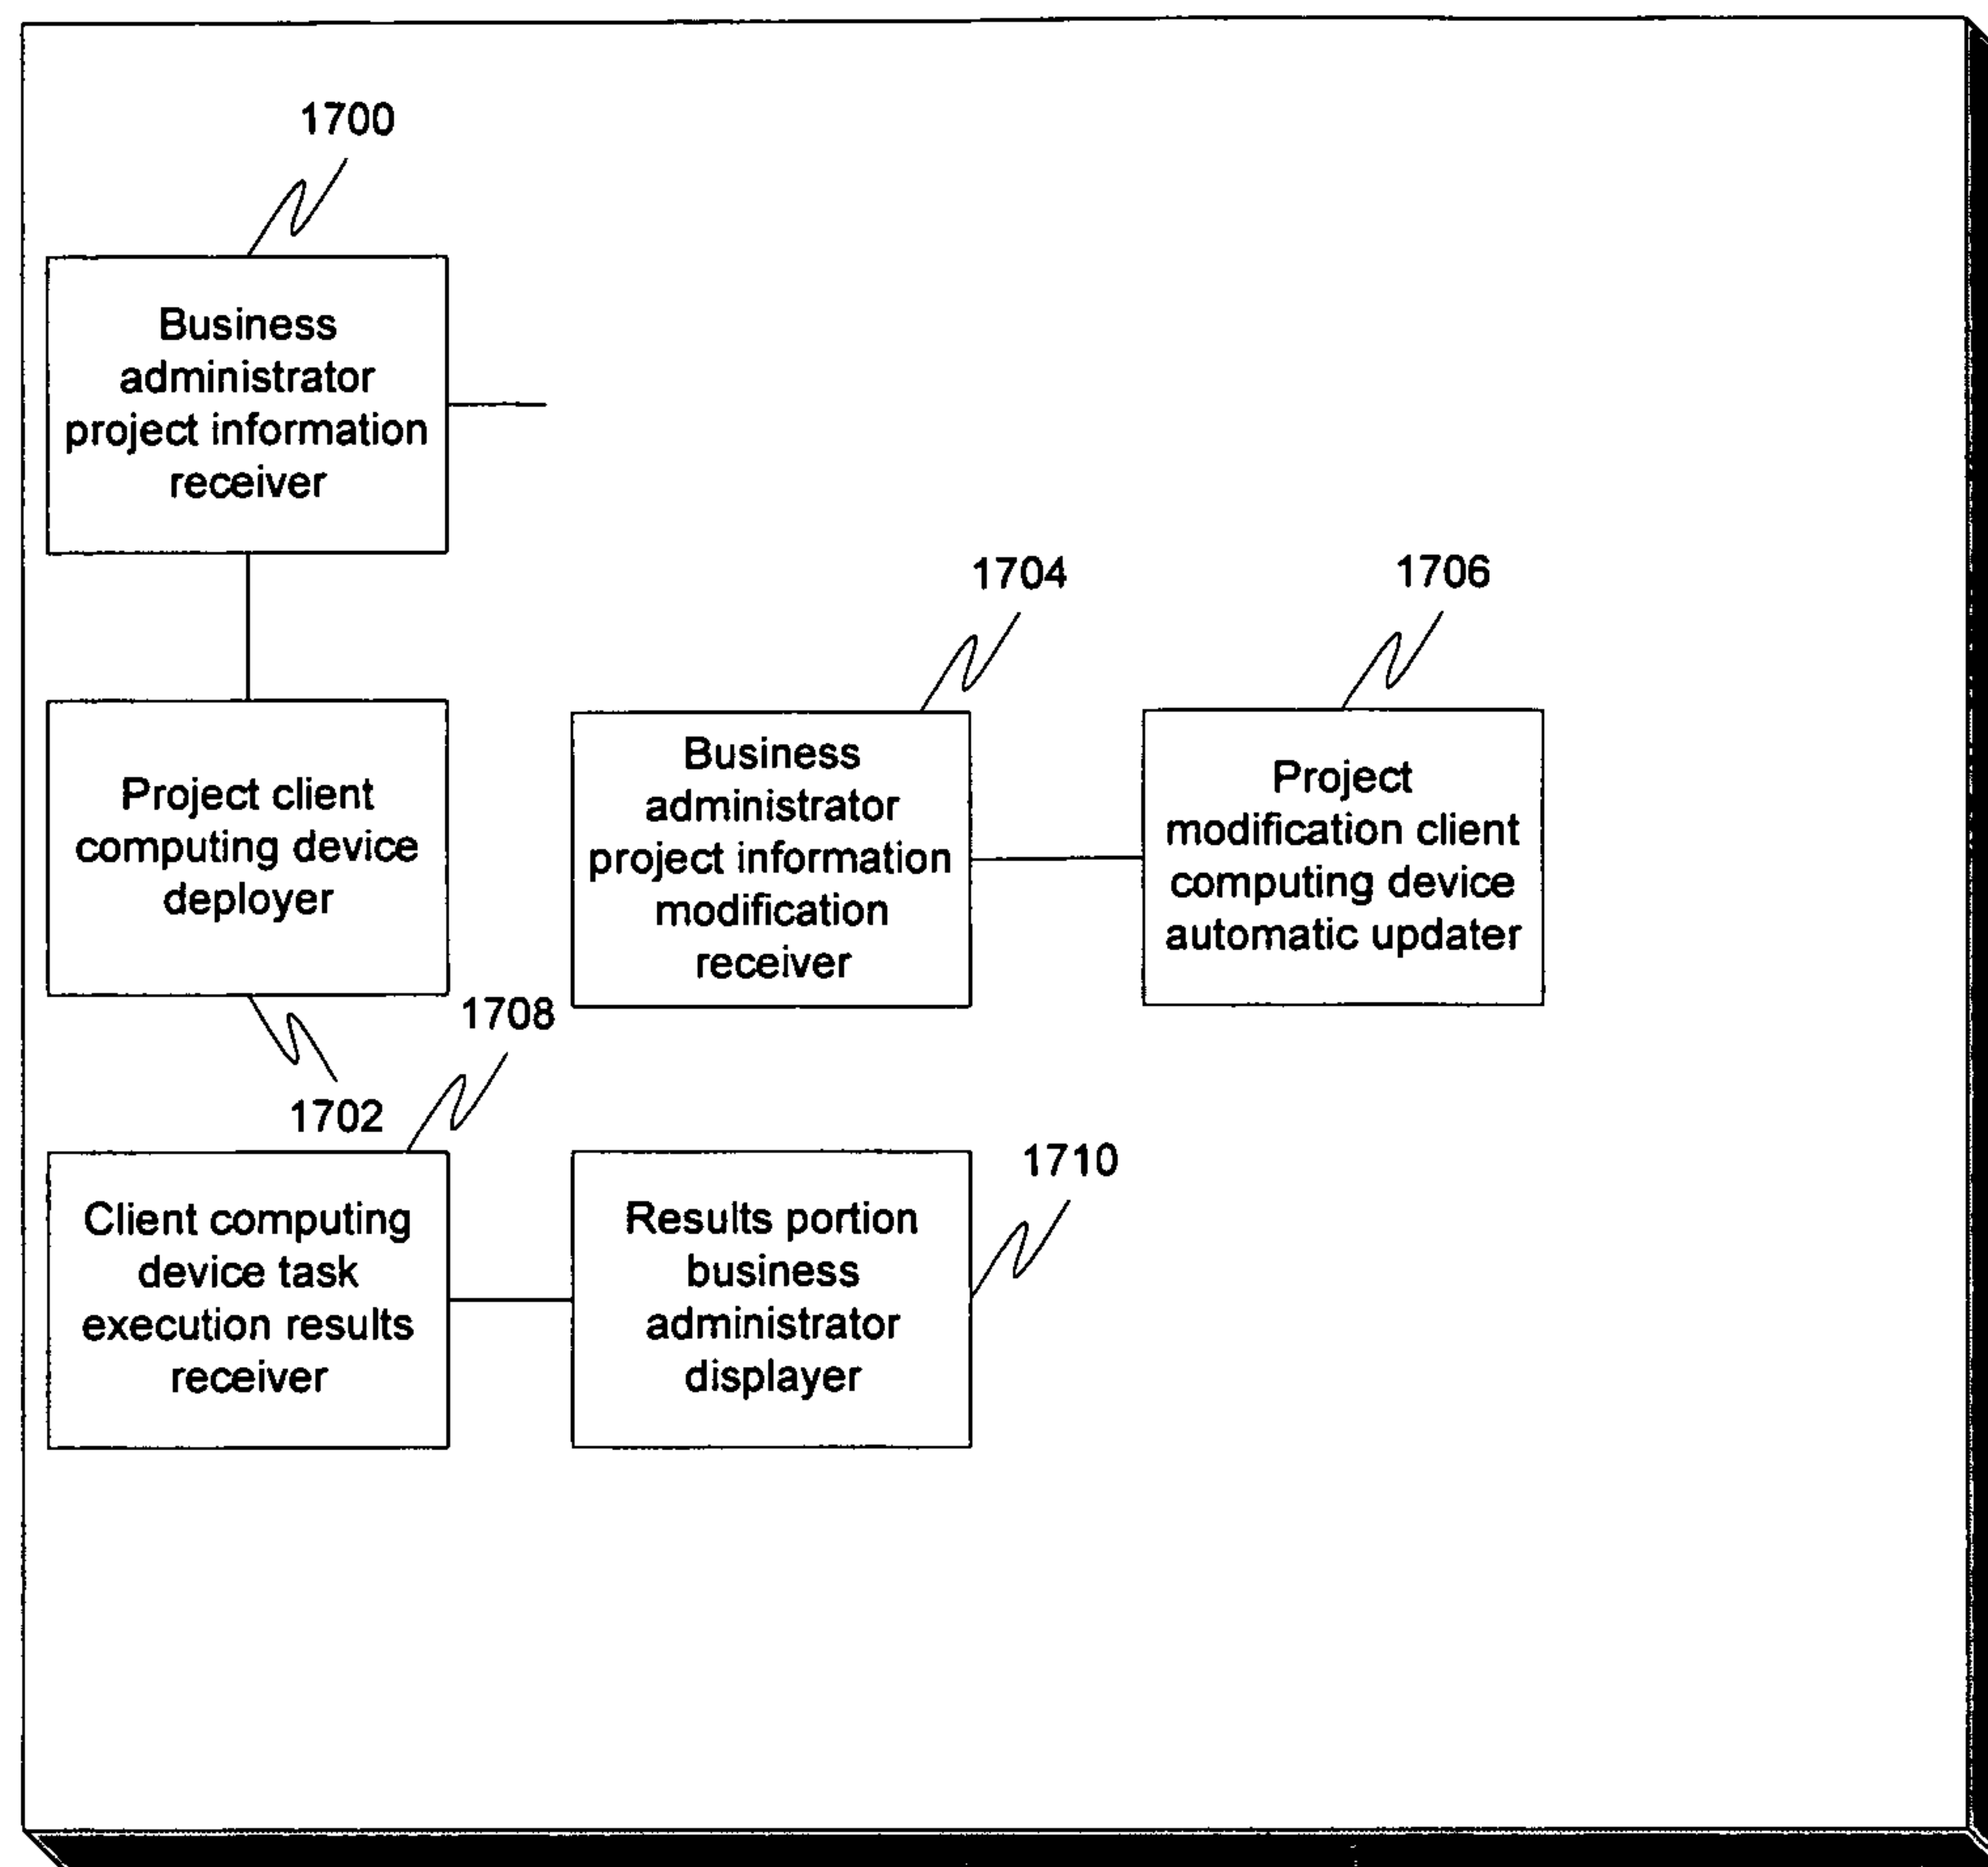 1700
Business
administrator
project information
receiver
1704
1706
Project client
computing device
deployer
Business
administrator
project information
modification
receiver
Project
modification client
computing device
automatic updater
1708
1702
1710
Client computing
device task
execution results
receiver
Results portion
business
administrator
displayer